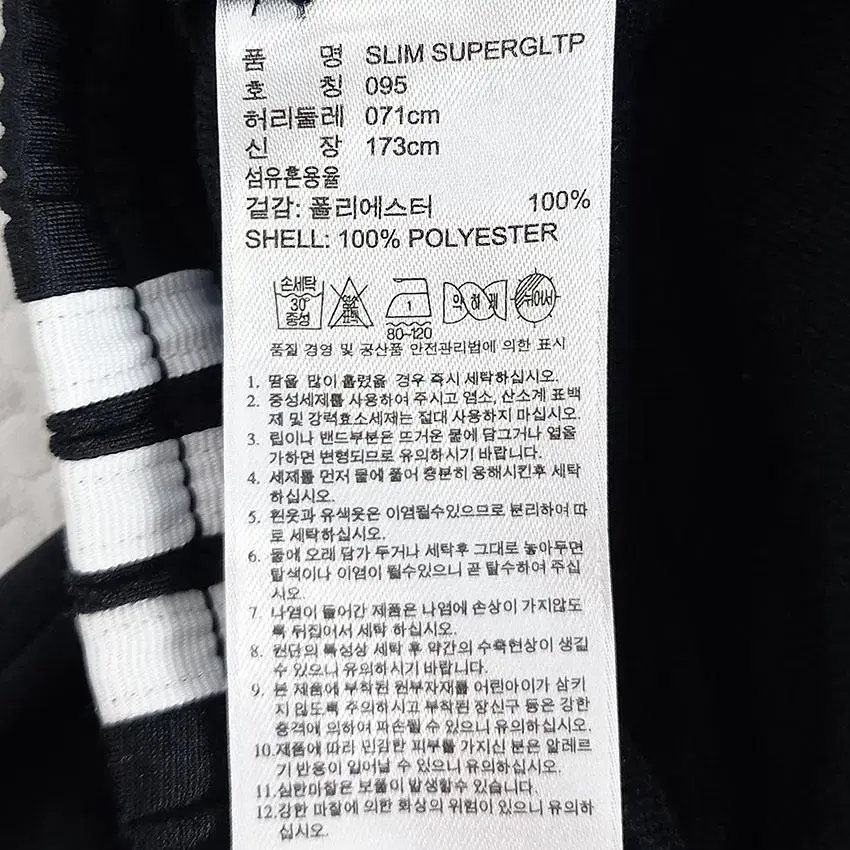 품 명 SLIM SUPERGLTP
호 칭 095
허리둘레 071cm
신 장 173cm
섬유혼용율
겉감: 폴리에스터 100%
SHELL: 100% POLYESTER
손세탁 30° 중성 염소표백 1 80~120 약하게 뉘어서
품질 경영 및 공산품 안전관리법에 의한 표시
1. 땀을 많이 흘렸을 경우 즉시 세탁하십시오.
2. 중성세제를 사용하여 주시고 염소, 산소계 표백
제 및 강력효소세재는 절대 사용하지 마십시오.
3. 립이나 밴드부분은 뜨거운 물에 담그거나 열을
가하면 변형되므로 유의하시기 바랍니다.
4. 세제를 먼저 물에 풀어 충분히 용해시킨후 세탁
하십시오.
5. 흰옷과 유색옷은 이염될수있으므로 분리하여 따
로 세탁하십시오.
6. 물에 오래 담가 두거나 세탁후 그대로 놓아두면
탈색이나 이염이 될수있으니 곧 탈수하여 주십
시오.
7. 나염이 들어간 제품은 나염에 손상이 가지않도
록 뒤집어서 세탁 하십시오.
8. 원단의 특성상 세탁 후 약간의 수축현상이 생길
수 있으니 유의하시기 바랍니다.
9. 본 제품에 부착된 원부자재를 어린아이가 삼키
지 않도록 주의하시고 부착된 장신구 등은 강한
충격에 의하여 파손될 수 있으니 유의하십시오.
10.제품에 따라 민감한 피부를 가지신 분은 알레르
기 반응이 일어날 수 있으니 유의하십시오.
11.심한마찰은 보풀이 발생할수 있습니다.
12.강한 마찰에 의한 화상의 위험이 있으니 유의하
십시오.